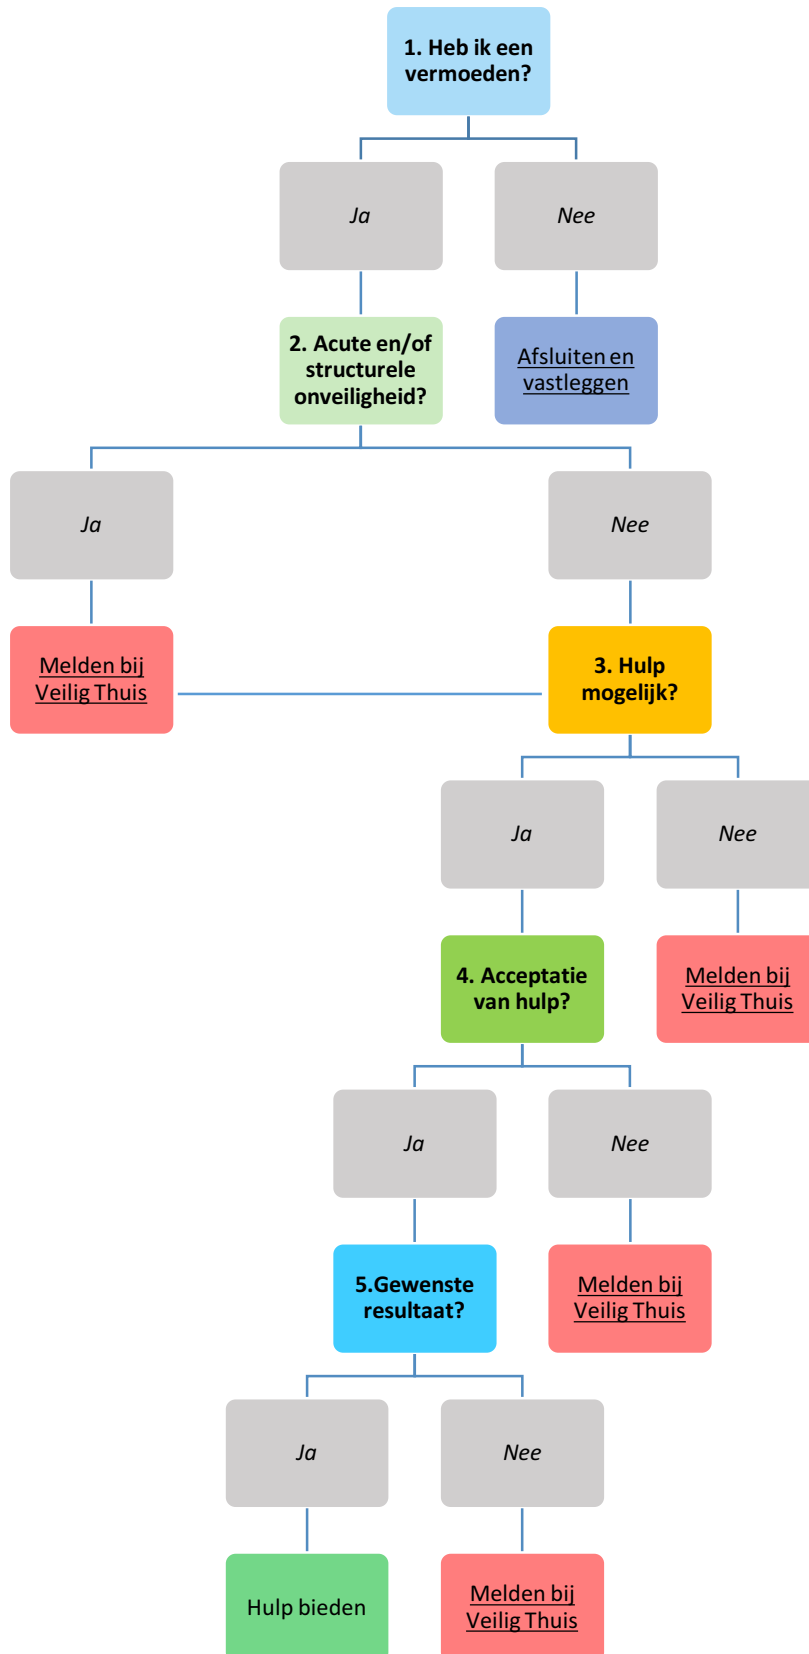 1. Heb ik een
vermoeden?
Ja
Nee
2. Acute en/of
structurele
onveiligheid?
Afsluiten en
vastleggen
Ja
Nee
Melden bij
Veilig Thuis
3. Hulp
mogelijk?
Ja
Nee
4. Acceptatie
van hulp?
Melden bij
Veilig Thuis
Ja
Nee
5.Gewenste
resultaat?
Melden bij
Veilig Thuis
Ja
Nee
Hulp bieden
Melden bij
Veilig Thuis